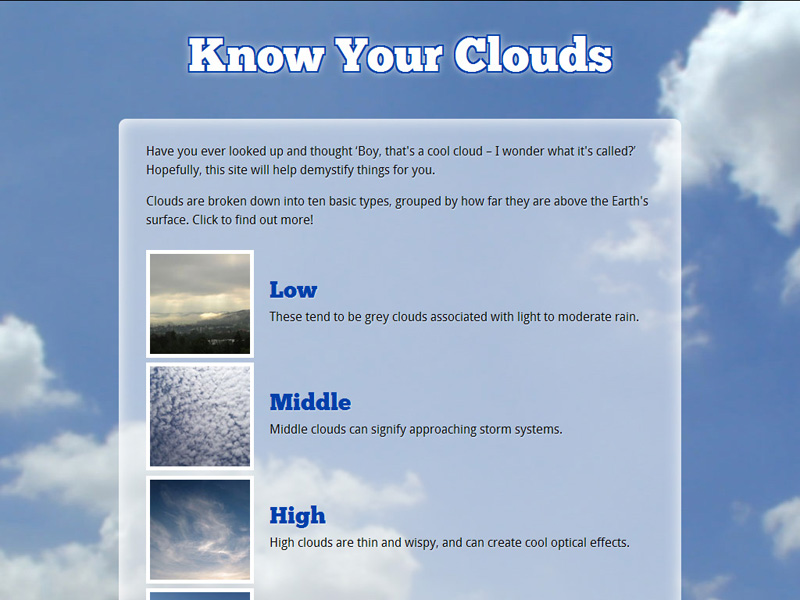 Know Your Clouds
Have you ever looked up and thought ‘Boy, that's a cool cloud – I wonder what it's called?’
Hopefully, this site will help demystify things for you.
Clouds are broken down into ten basic types, grouped by how far they are above the Earth's
surface. Click to find out more!
Low
These tend to be grey clouds associated with light to moderate rain.
Middle
Middle clouds can signify approaching storm systems.
High
High clouds are thin and wispy, and can create cool optical effects.